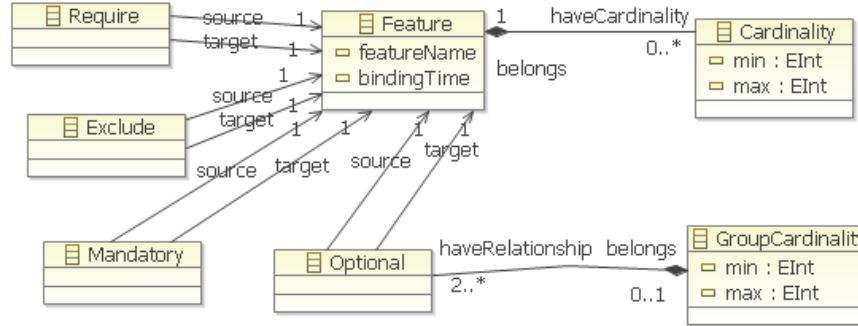 Require
source
1
target
1
Feature
featureName
bindingTime
1
haveCardinality
belongs
0..*
Cardinality
min : EInt
max : EInt
Exclude
1
source
1
target
Mandatory
1
source
1
target
Optional
1
source
1
target
haveRelationship
belongs
2..*
0..1
GroupCardinality
min : EInt
max : EInt